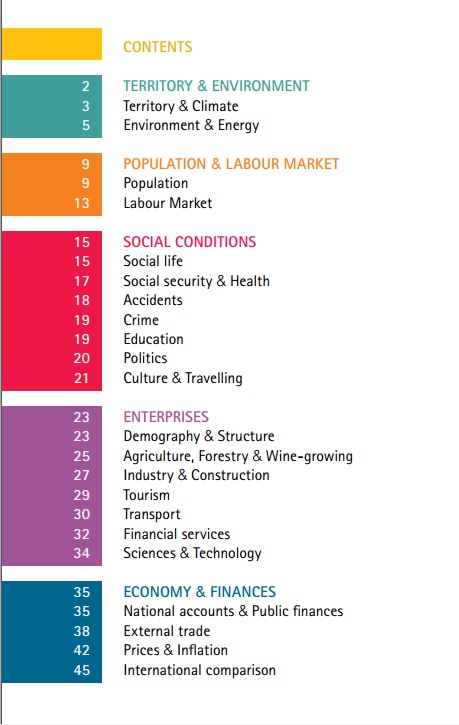 CONTENTS
2 TERRITORY & ENVIRONMENT
3 Territory & Climate
5 Environment & Energy
9 POPULATION & LABOUR MARKET
9 Population
13 Labour Market
15 SOCIAL CONDITIONS
15 Social life
17 Social security & Health
18 Accidents
19 Crime
19 Education
20 Politics
21 Culture & Travelling
23 ENTERPRISES
23 Demography & Structure
25 Agriculture, Forestry & Wine-growing
27 Industry & Construction
29 Tourism
30 Transport
32 Financial services
34 Sciences & Technology
35 ECONOMY & FINANCES
35 National accounts & Public finances
38 External trade
42 Prices & Inflation
45 International comparison